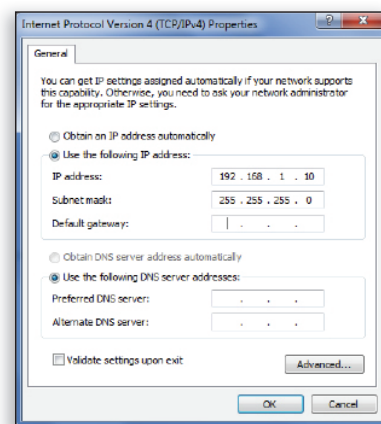 Internet Protocol Version 4 (TCP/IPv4) Properties
General
You can get IP settings assigned automatically if your network supports
this capability. Otherwise, you need to ask your network administrator
for the appropriate IP settings.
Obtain an IP address automatically
Use the following IP address:
IP address: 192 . 168 . 1 . 10
Subnet mask: 255 . 255 . 255 . 0
Default gateway: . . .
Obtain DNS server address automatically
Use the following DNS server addresses:
Preferred DNS server: . . .
Alternate DNS server: . . .
Validate settings upon exit
Advanced...
OK Cancel